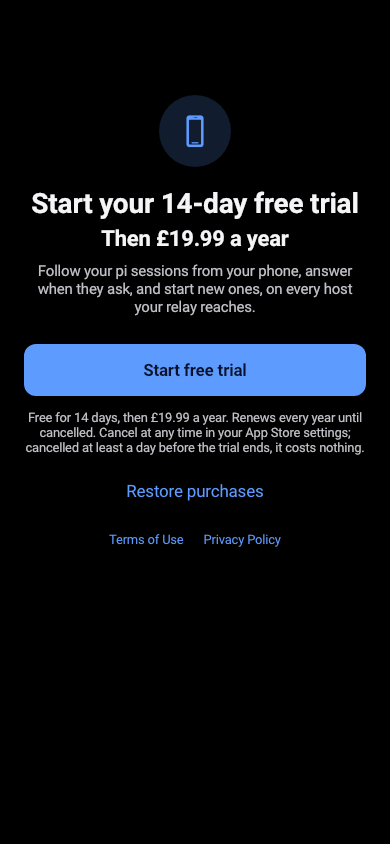 Start your 14-day free trial
Then £19.99 a year
Follow your pi sessions from your phone, answer
when they ask, and start new ones, on every host
your relay reaches.
Start free trial
Free for 14 days, then £19.99 a year. Renews every year until
cancelled. Cancel at any time in your App Store settings;
cancelled at least a day before the trial ends, it costs nothing.
Restore purchases
Terms of Use Privacy Policy